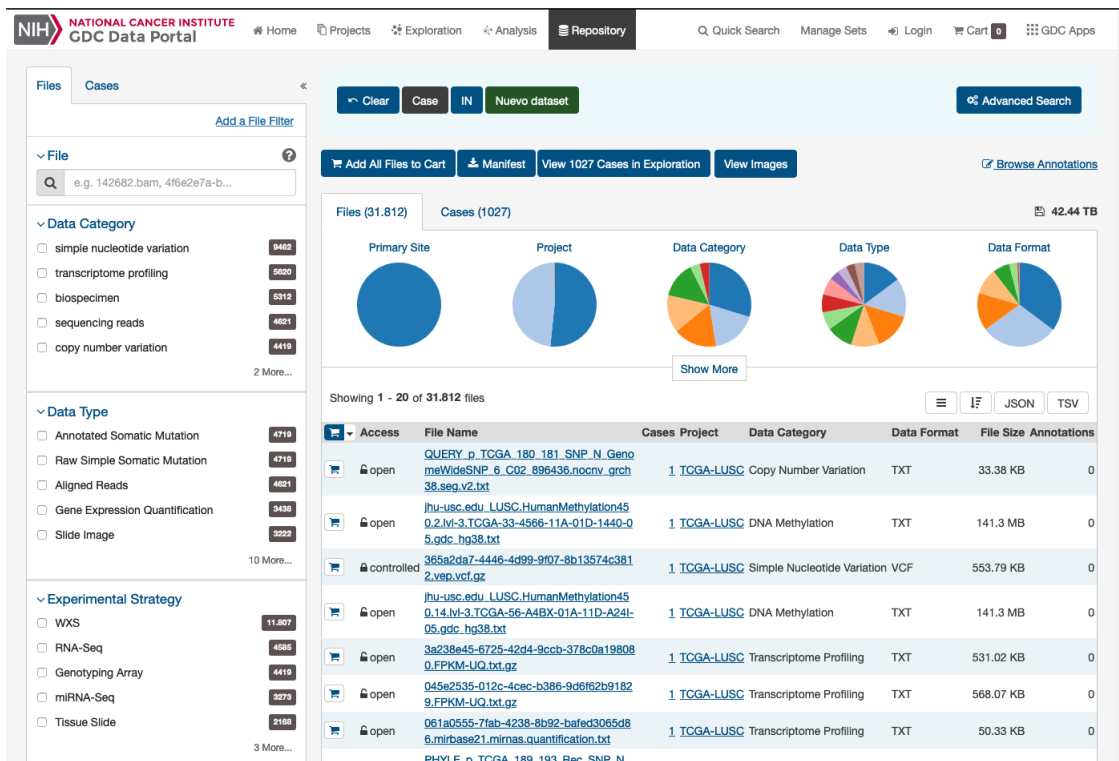 NIH NATIONAL CANCER INSTITUTE
GDC Data Portal
Home Projects Exploration Analysis Repository Quick Search Manage Sets Login Cart 0 GDC Apps
Files Cases «
Add a File Filter
File
e.g. 142682.bam, 4f6e2e7a-b...
Data Category
simple nucleotide variation 9462
transcriptome profiling 5620
biospecimen 5312
sequencing reads 4621
copy number variation 4419
2 More...
Data Type
Annotated Somatic Mutation 4719
Raw Simple Somatic Mutation 4719
Aligned Reads 4621
Gene Expression Quantification 3438
Slide Image 3222
10 More...
Experimental Strategy
WXS 11.807
RNA-Seq 4585
Genotyping Array 4419
miRNA-Seq 3273
Tissue Slide 2168
3 More...
Clear Case IN Nuevo dataset Advanced Search
Add All Files to Cart Manifest View 1027 Cases in Exploration View Images Browse Annotations
Files (31.812) Cases (1027) 42.44 TB
Primary Site Project Data Category Data Type Data Format
Show More
Showing 1 - 20 of 31.812 files
JSON TSV
Access File Name Cases Project Data Category Data Format File Size Annotations
QUERY_p_TCGA_180_181_SNP_N_Geno
open meWideSNP_6_C02_896436.nocnv_grch 1 TCGA-LUSC Copy Number Variation TXT 33.38 KB 0
38.seg.v2.txt
jhu-usc.edu_LUSC.HumanMethylation45
open 0.2.lvl-3.TCGA-33-4566-11A-01D-1440-0 1 TCGA-LUSC DNA Methylation TXT 141.3 MB 0
5.gdc_hg38.txt
365a2da7-4446-4d99-9f07-8b13574c381
controlled 2.vep.vcf.gz 1 TCGA-LUSC Simple Nucleotide Variation VCF 553.79 KB 0
jhu-usc.edu_LUSC.HumanMethylation45
open 0.14.lvl-3.TCGA-56-A4BX-01A-11D-A24I- 1 TCGA-LUSC DNA Methylation TXT 141.3 MB 0
05.gdc_hg38.txt
3a238e45-6725-42d4-9ccb-378c0a19808
open 0.FPKM-UQ.txt.gz 1 TCGA-LUSC Transcriptome Profiling TXT 531.02 KB 0
045e2535-012c-4cec-b386-9d6f62b9182
open 9.FPKM-UQ.txt.gz 1 TCGA-LUSC Transcriptome Profiling TXT 568.07 KB 0
061a0555-7fab-4238-8b92-bafed3065d8
open 6.mirbase21.mirnas.quantification.txt 1 TCGA-LUSC Transcriptome Profiling TXT 50.33 KB 0
PHYLE_p_TCGA_189_193_Rec_SNP_N